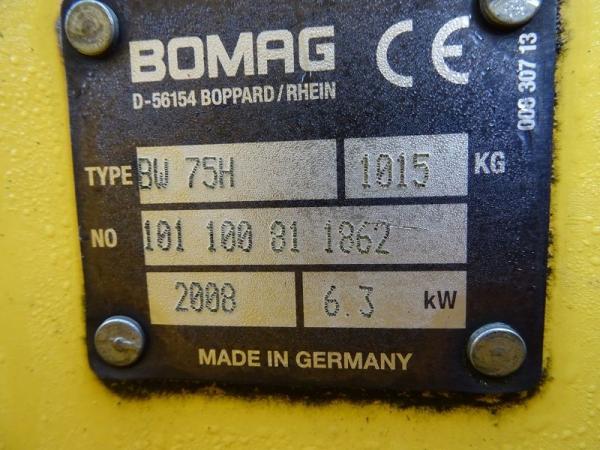 BOMAG CE
D-56154 BOPPARD/RHEIN
TYPE BW 75H 1015 KG
NO 101 100 81 1862
2008 6.3 kW
MADE IN GERMANY
008 307 13